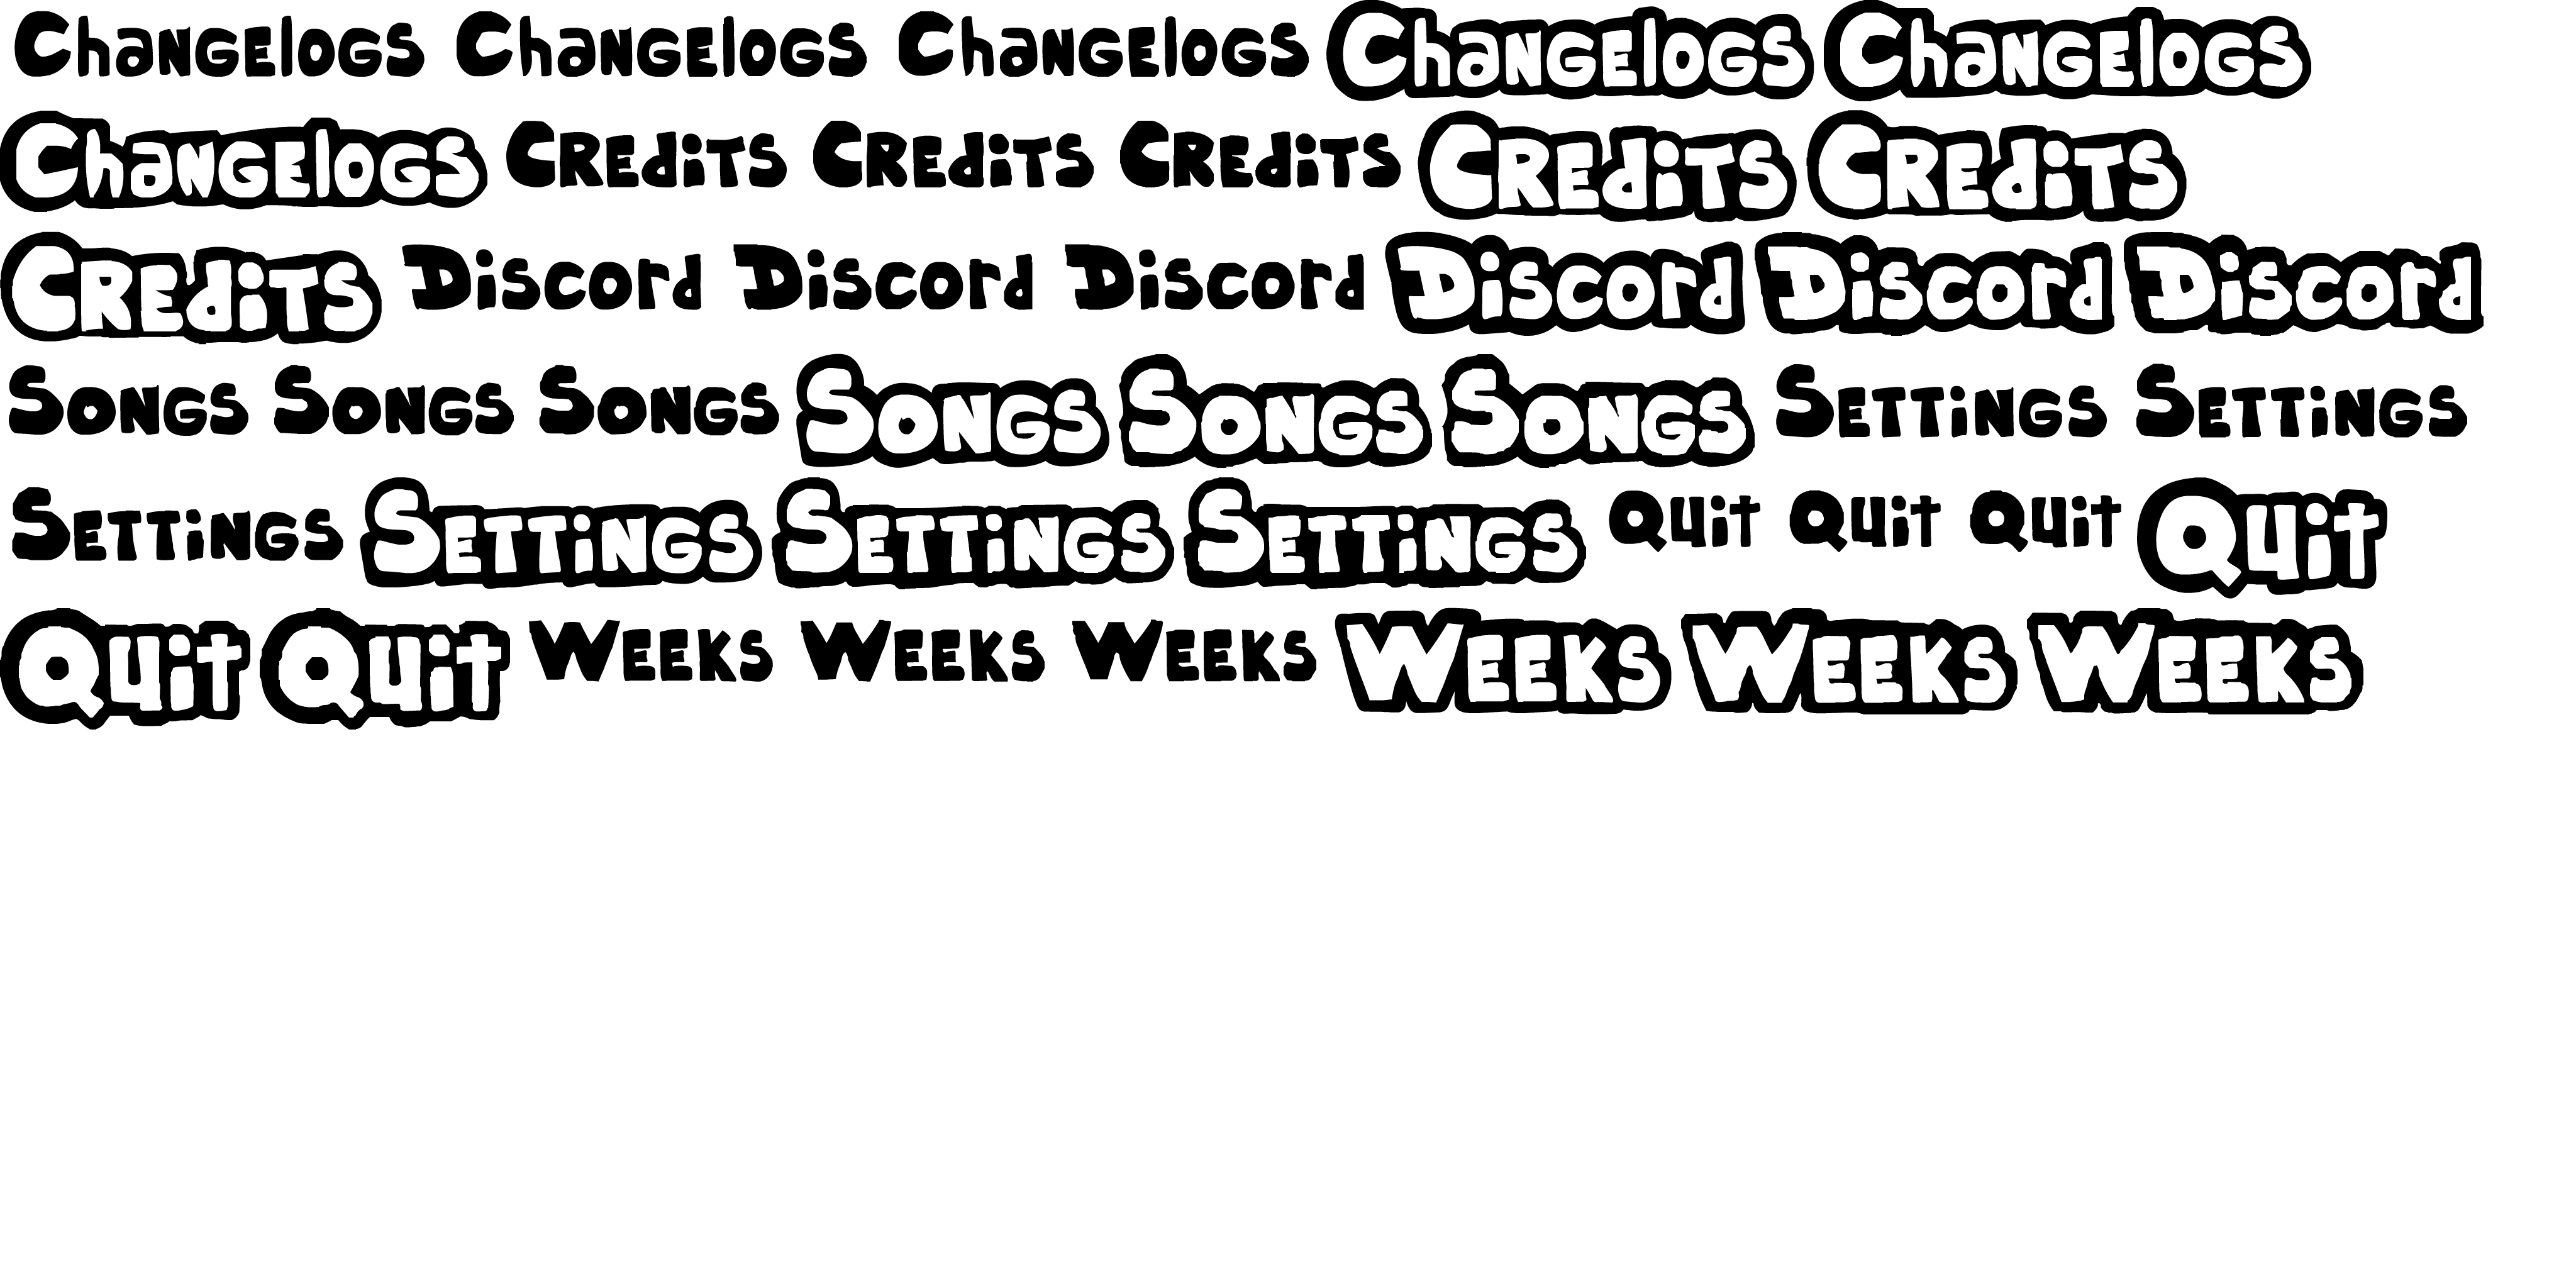 Changelogs Changelogs Changelogs Changelogs Changelogs
Changelogs Credits Credits Credits Credits Credits
Credits Discord Discord Discord Discord Discord Discord
Songs Songs Songs Songs Songs Songs Settings Settings
Settings Settings Settings Settings Quit Quit Quit Quit
Quit Quit Weeks Weeks Weeks Weeks Weeks Weeks